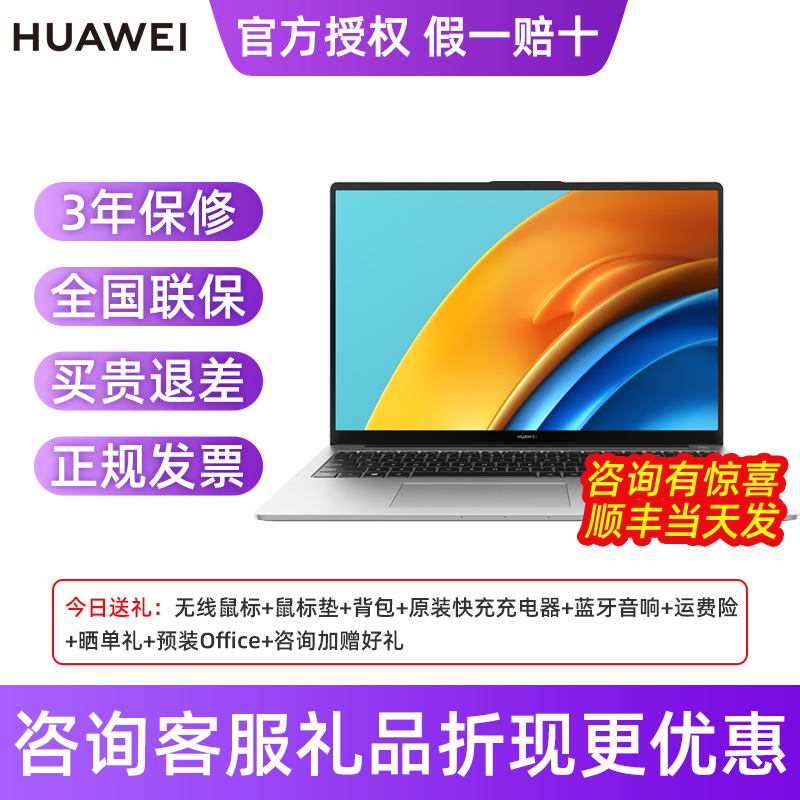 HUAWEI
官方授权 假一赔十
3年保修
全国联保
买贵退差
正规发票
HUAWEI
咨询有惊喜
顺丰当天发
今日送礼：无线鼠标+鼠标垫+背包+原装快充充电器+蓝牙音响+运费险
+晒单礼+预装Office+咨询加赠好礼
咨询客服礼品折现更优惠